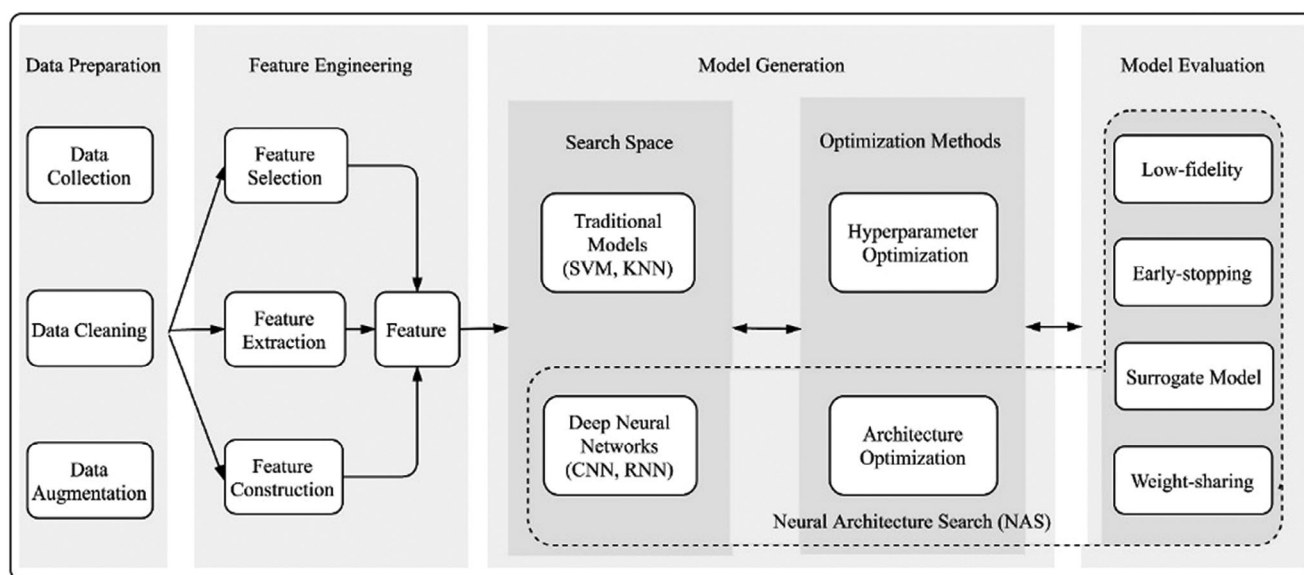 Data Preparation
Feature Engineering
Model Generation
Model Evaluation
Data
Collection
Data Cleaning
Data
Augmentation
Feature
Selection
Feature
Extraction
Feature
Construction
Feature
Search Space
Traditional
Models
(SVM, KNN)
Deep Neural
Networks
(CNN, RNN)
Optimization Methods
Hyperparameter
Optimization
Architecture
Optimization
Neural Architecture Search (NAS)
Low-fidelity
Early-stopping
Surrogate Model
Weight-sharing